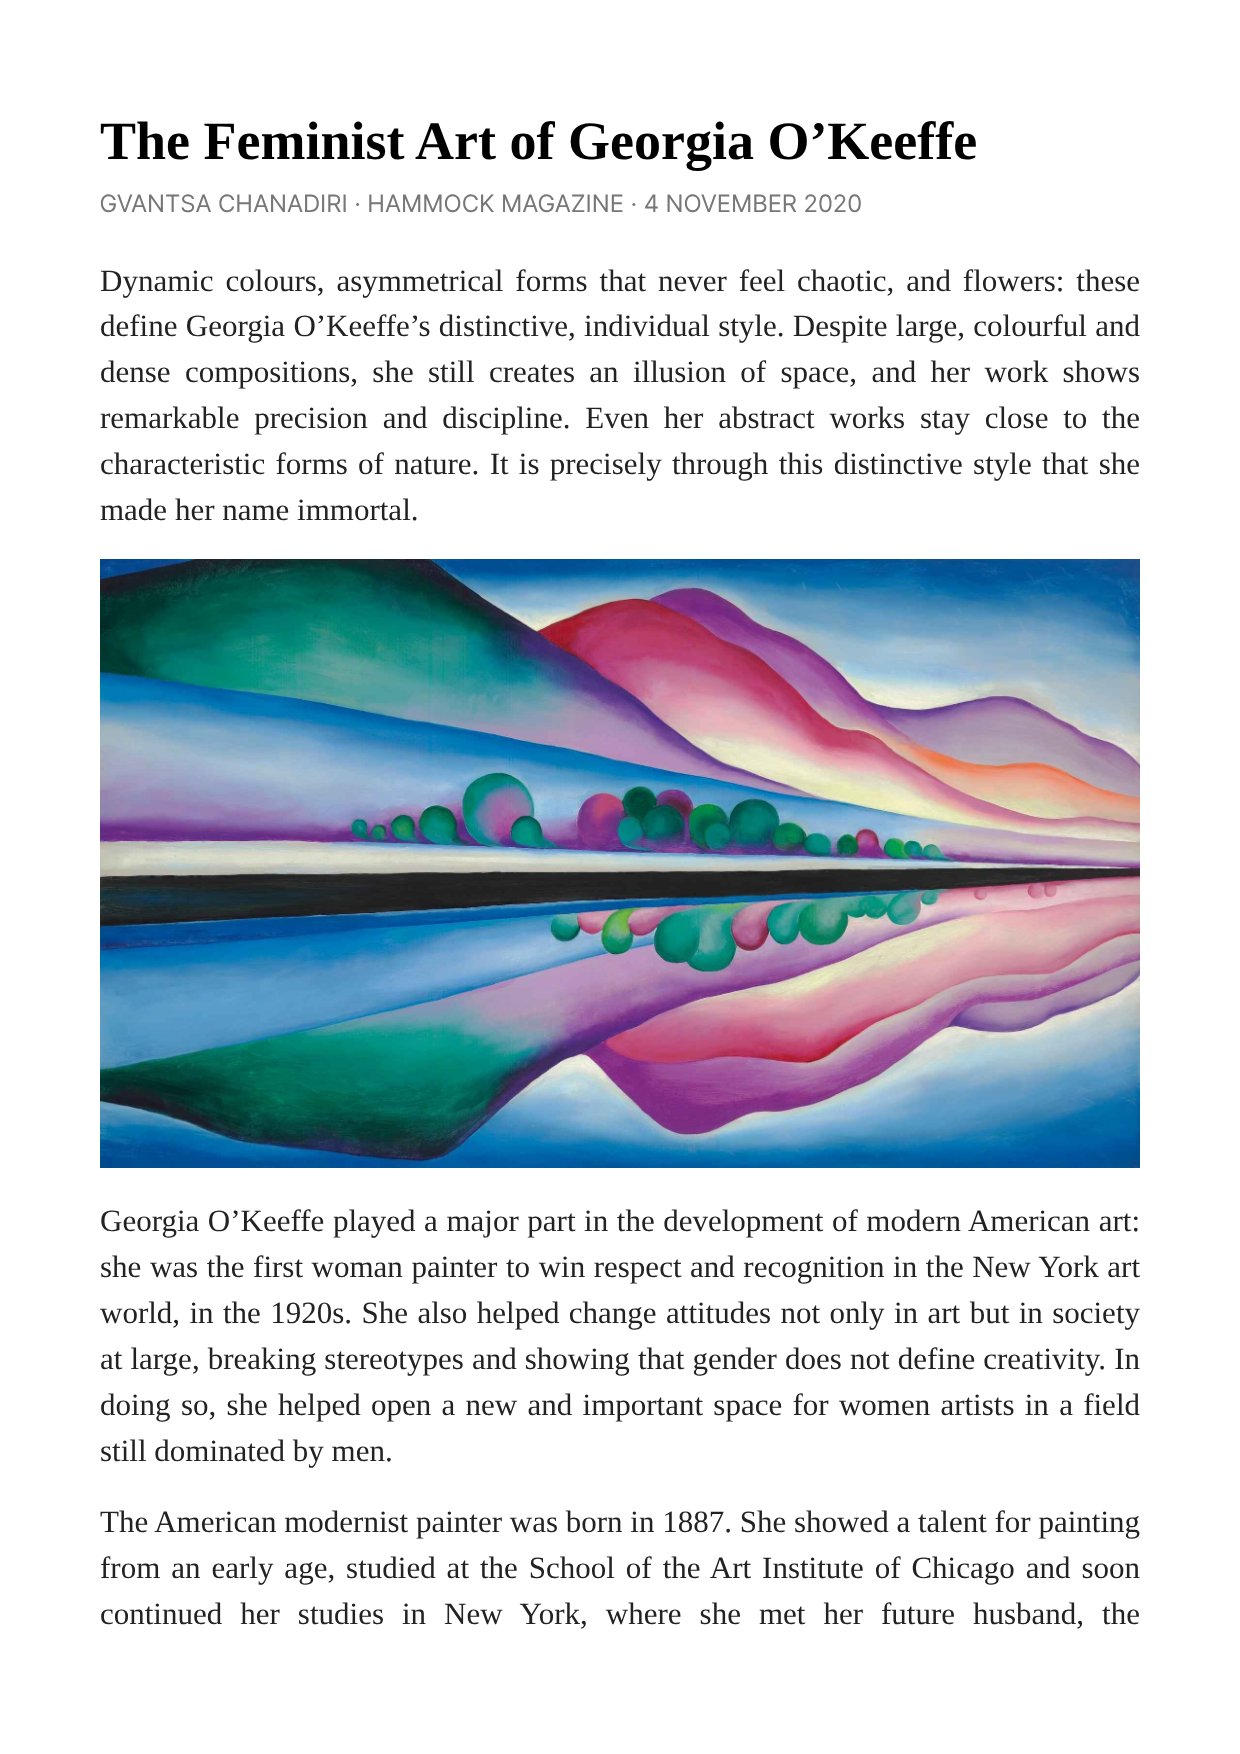 The Feminist Art of Georgia O’Keeffe
GVANTSA CHANADIRI · HAMMOCK MAGAZINE · 4 NOVEMBER 2020
Dynamic colours, asymmetrical forms that never feel chaotic, and flowers: these
define Georgia O’Keeffe’s distinctive, individual style. Despite large, colourful and
dense compositions, she still creates an illusion of space, and her work shows
remarkable precision and discipline. Even her abstract works stay close to the
characteristic forms of nature. It is precisely through this distinctive style that she
made her name immortal.
Georgia O’Keeffe played a major part in the development of modern American art:
she was the first woman painter to win respect and recognition in the New York art
world, in the 1920s. She also helped change attitudes not only in art but in society
at large, breaking stereotypes and showing that gender does not define creativity. In
doing so, she helped open a new and important space for women artists in a field
still dominated by men.
The American modernist painter was born in 1887. She showed a talent for painting
from an early age, studied at the School of the Art Institute of Chicago and soon
continued her studies in New York, where she met her future husband, the